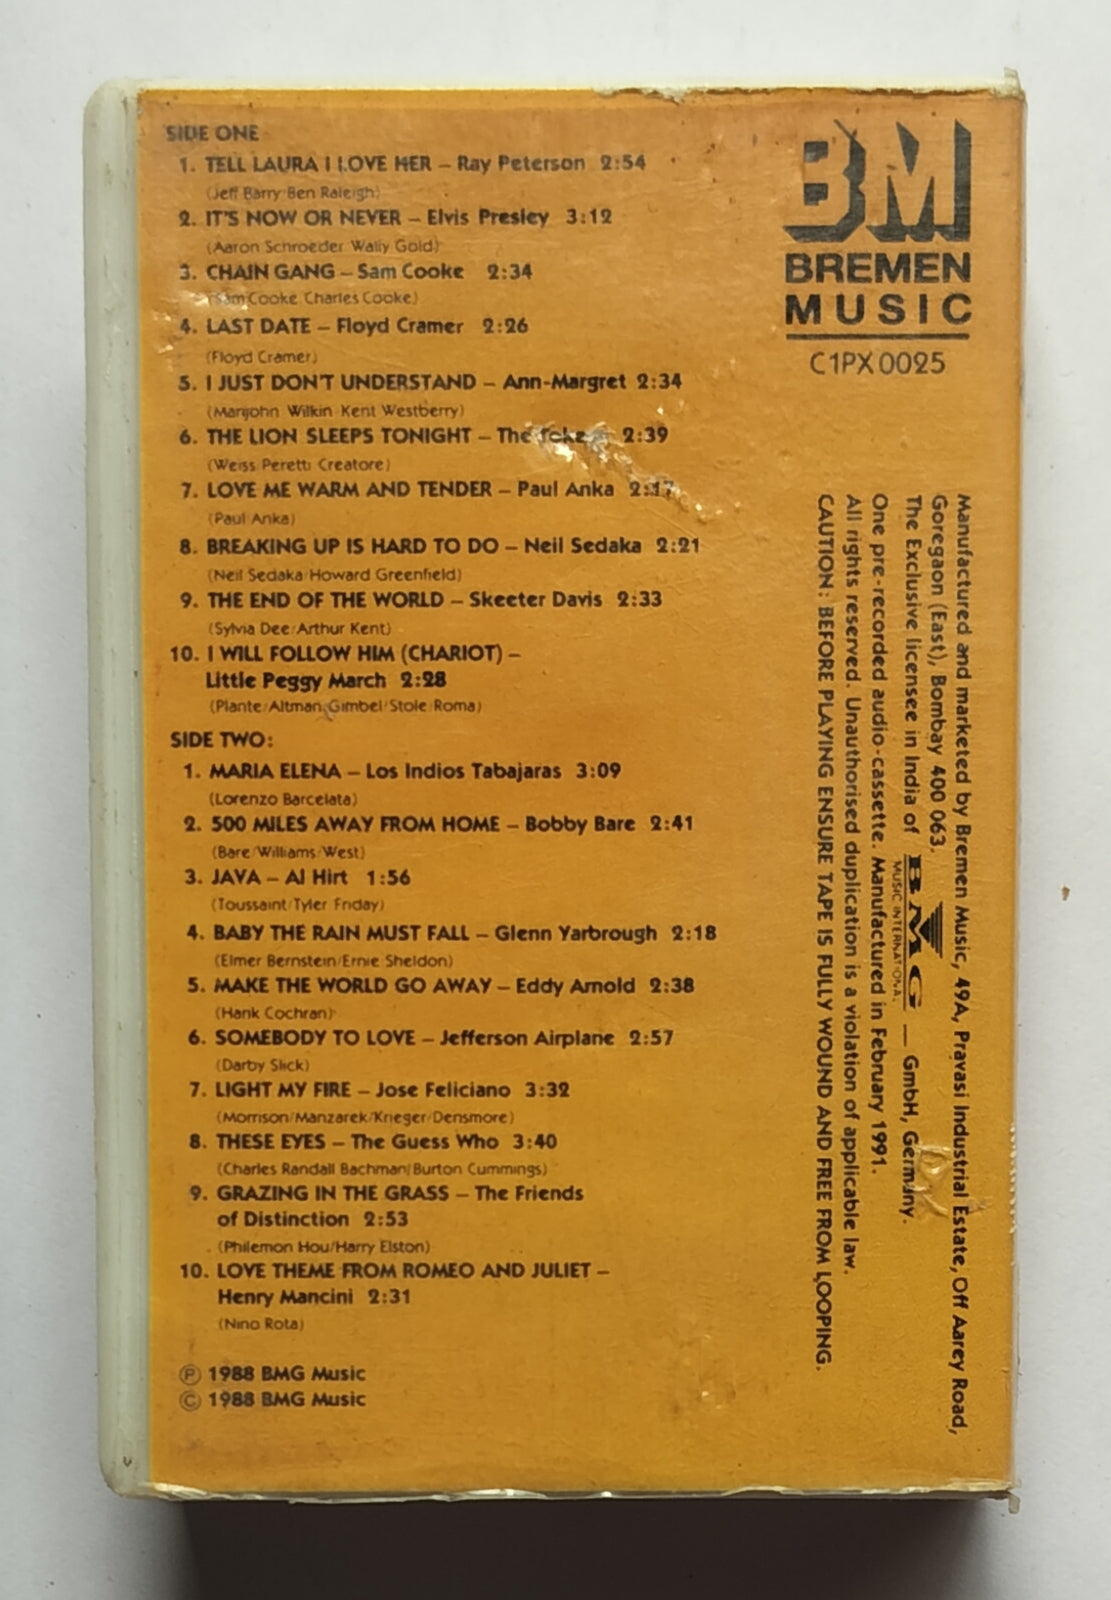 SIDE ONE
1. TELL LAURA I LOVE HER – Ray Peterson 2:54
(Jeff Barry/Ben Raleigh)
2. IT'S NOW OR NEVER – Elvis Presley 3:12
(Aaron Schroeder/Wally Gold)
3. CHAIN GANG – Sam Cooke 2:34
(Sam Cooke/Charles Cooke)
4. LAST DATE – Floyd Cramer 2:26
(Floyd Cramer)
5. I JUST DON'T UNDERSTAND – Ann-Margret 2:34
(Marijohn Wilkin/Kent Westberry)
6. THE LION SLEEPS TONIGHT – The Tokens 2:39
(Weiss/Peretti/Creatore)
7. LOVE ME WARM AND TENDER – Paul Anka 2:17
(Paul Anka)
8. BREAKING UP IS HARD TO DO – Neil Sedaka 2:21
(Neil Sedaka/Howard Greenfield)
9. THE END OF THE WORLD – Skeeter Davis 2:33
(Sylvia Dee/Arthur Kent)
10. I WILL FOLLOW HIM (CHARIOT) –
Little Peggy March 2:28
(Plante/Altman/Gimbel/Stole/Roma)
SIDE TWO:
1. MARIA ELENA – Los Indios Tabajaras 3:09
(Lorenzo Barcelata)
2. 500 MILES AWAY FROM HOME – Bobby Bare 2:41
(Bare/Williams/West)
3. JAVA – Al Hirt 1:56
(Toussaint/Tyler/Friday)
4. BABY THE RAIN MUST FALL – Glenn Yarbrough 2:18
(Elmer Bernstein/Ernie Sheldon)
5. MAKE THE WORLD GO AWAY – Eddy Arnold 2:38
(Hank Cochran)
6. SOMEBODY TO LOVE – Jefferson Airplane 2:57
(Darby Slick)
7. LIGHT MY FIRE – Jose Feliciano 3:32
(Morrison/Manzarek/Krieger/Densmore)
8. THESE EYES – The Guess Who 3:40
(Charles Randall Bachman/Burton Cummings)
9. GRAZING IN THE GRASS – The Friends
of Distinction 2:53
(Philemon Hou/Harry Elston)
10. LOVE THEME FROM ROMEO AND JULIET –
Henry Mancini 2:31
(Nino Rota)
Ⓟ 1988 BMG Music
© 1988 BMG Music
BM
BREMEN
MUSIC
C1PX 0025
Manufactured and marketed by Bremen Music, 49A, Pravasi Industrial Estate, Off Aarey Road,
Goregaon (East), Bombay 400 063.
The Exclusive licensee in India of BMG MUSIC INTERNATIONAL — GmbH, Germany.
One pre-recorded audio-cassette. Manufactured in February 1991.
All rights reserved. Unauthorised duplication is a violation of applicable law.
CAUTION: BEFORE PLAYING ENSURE TAPE IS FULLY WOUND AND FREE FROM LOOPING.